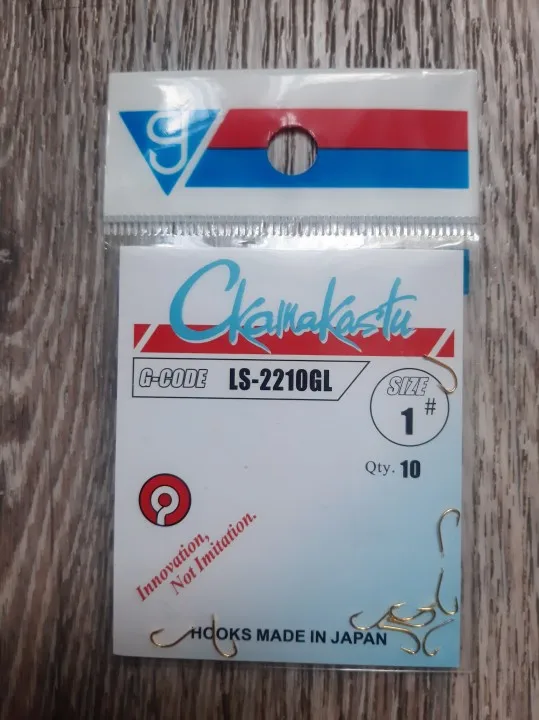 Ckamakastu
G-CODE LS-2210GL
SIZE
1#
Qty. 10
Innovation,
Not Imitation.
HOOKS MADE IN JAPAN